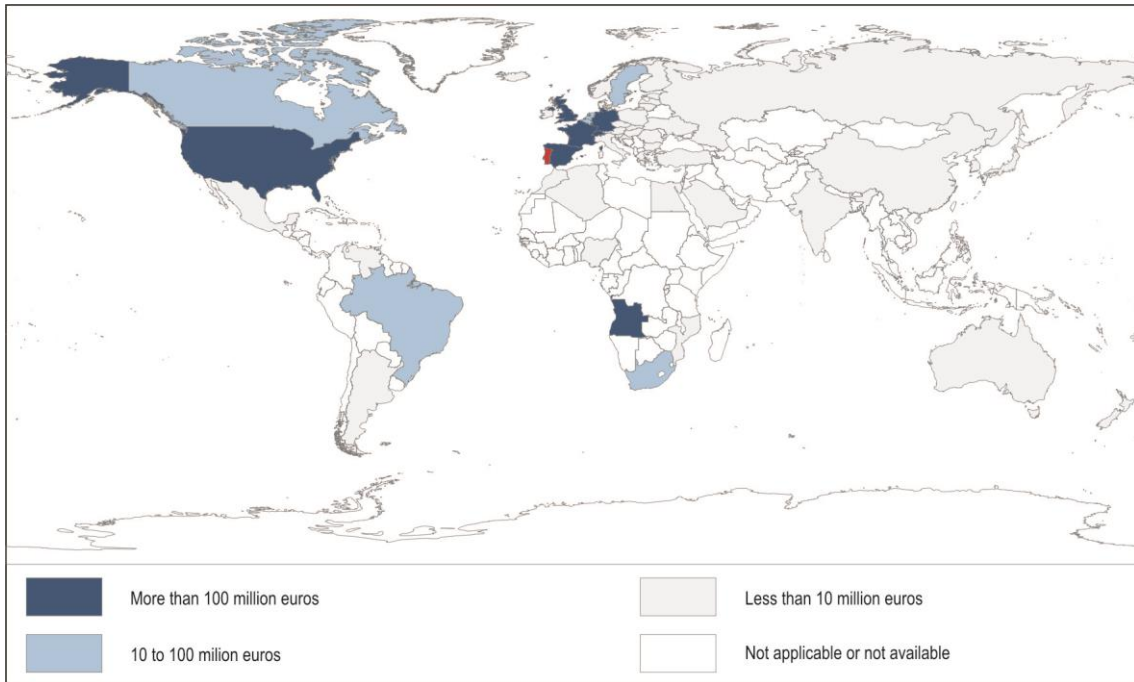 More than 100 million euros
Less than 10 million euros
10 to 100 milion euros
Not applicable or not available